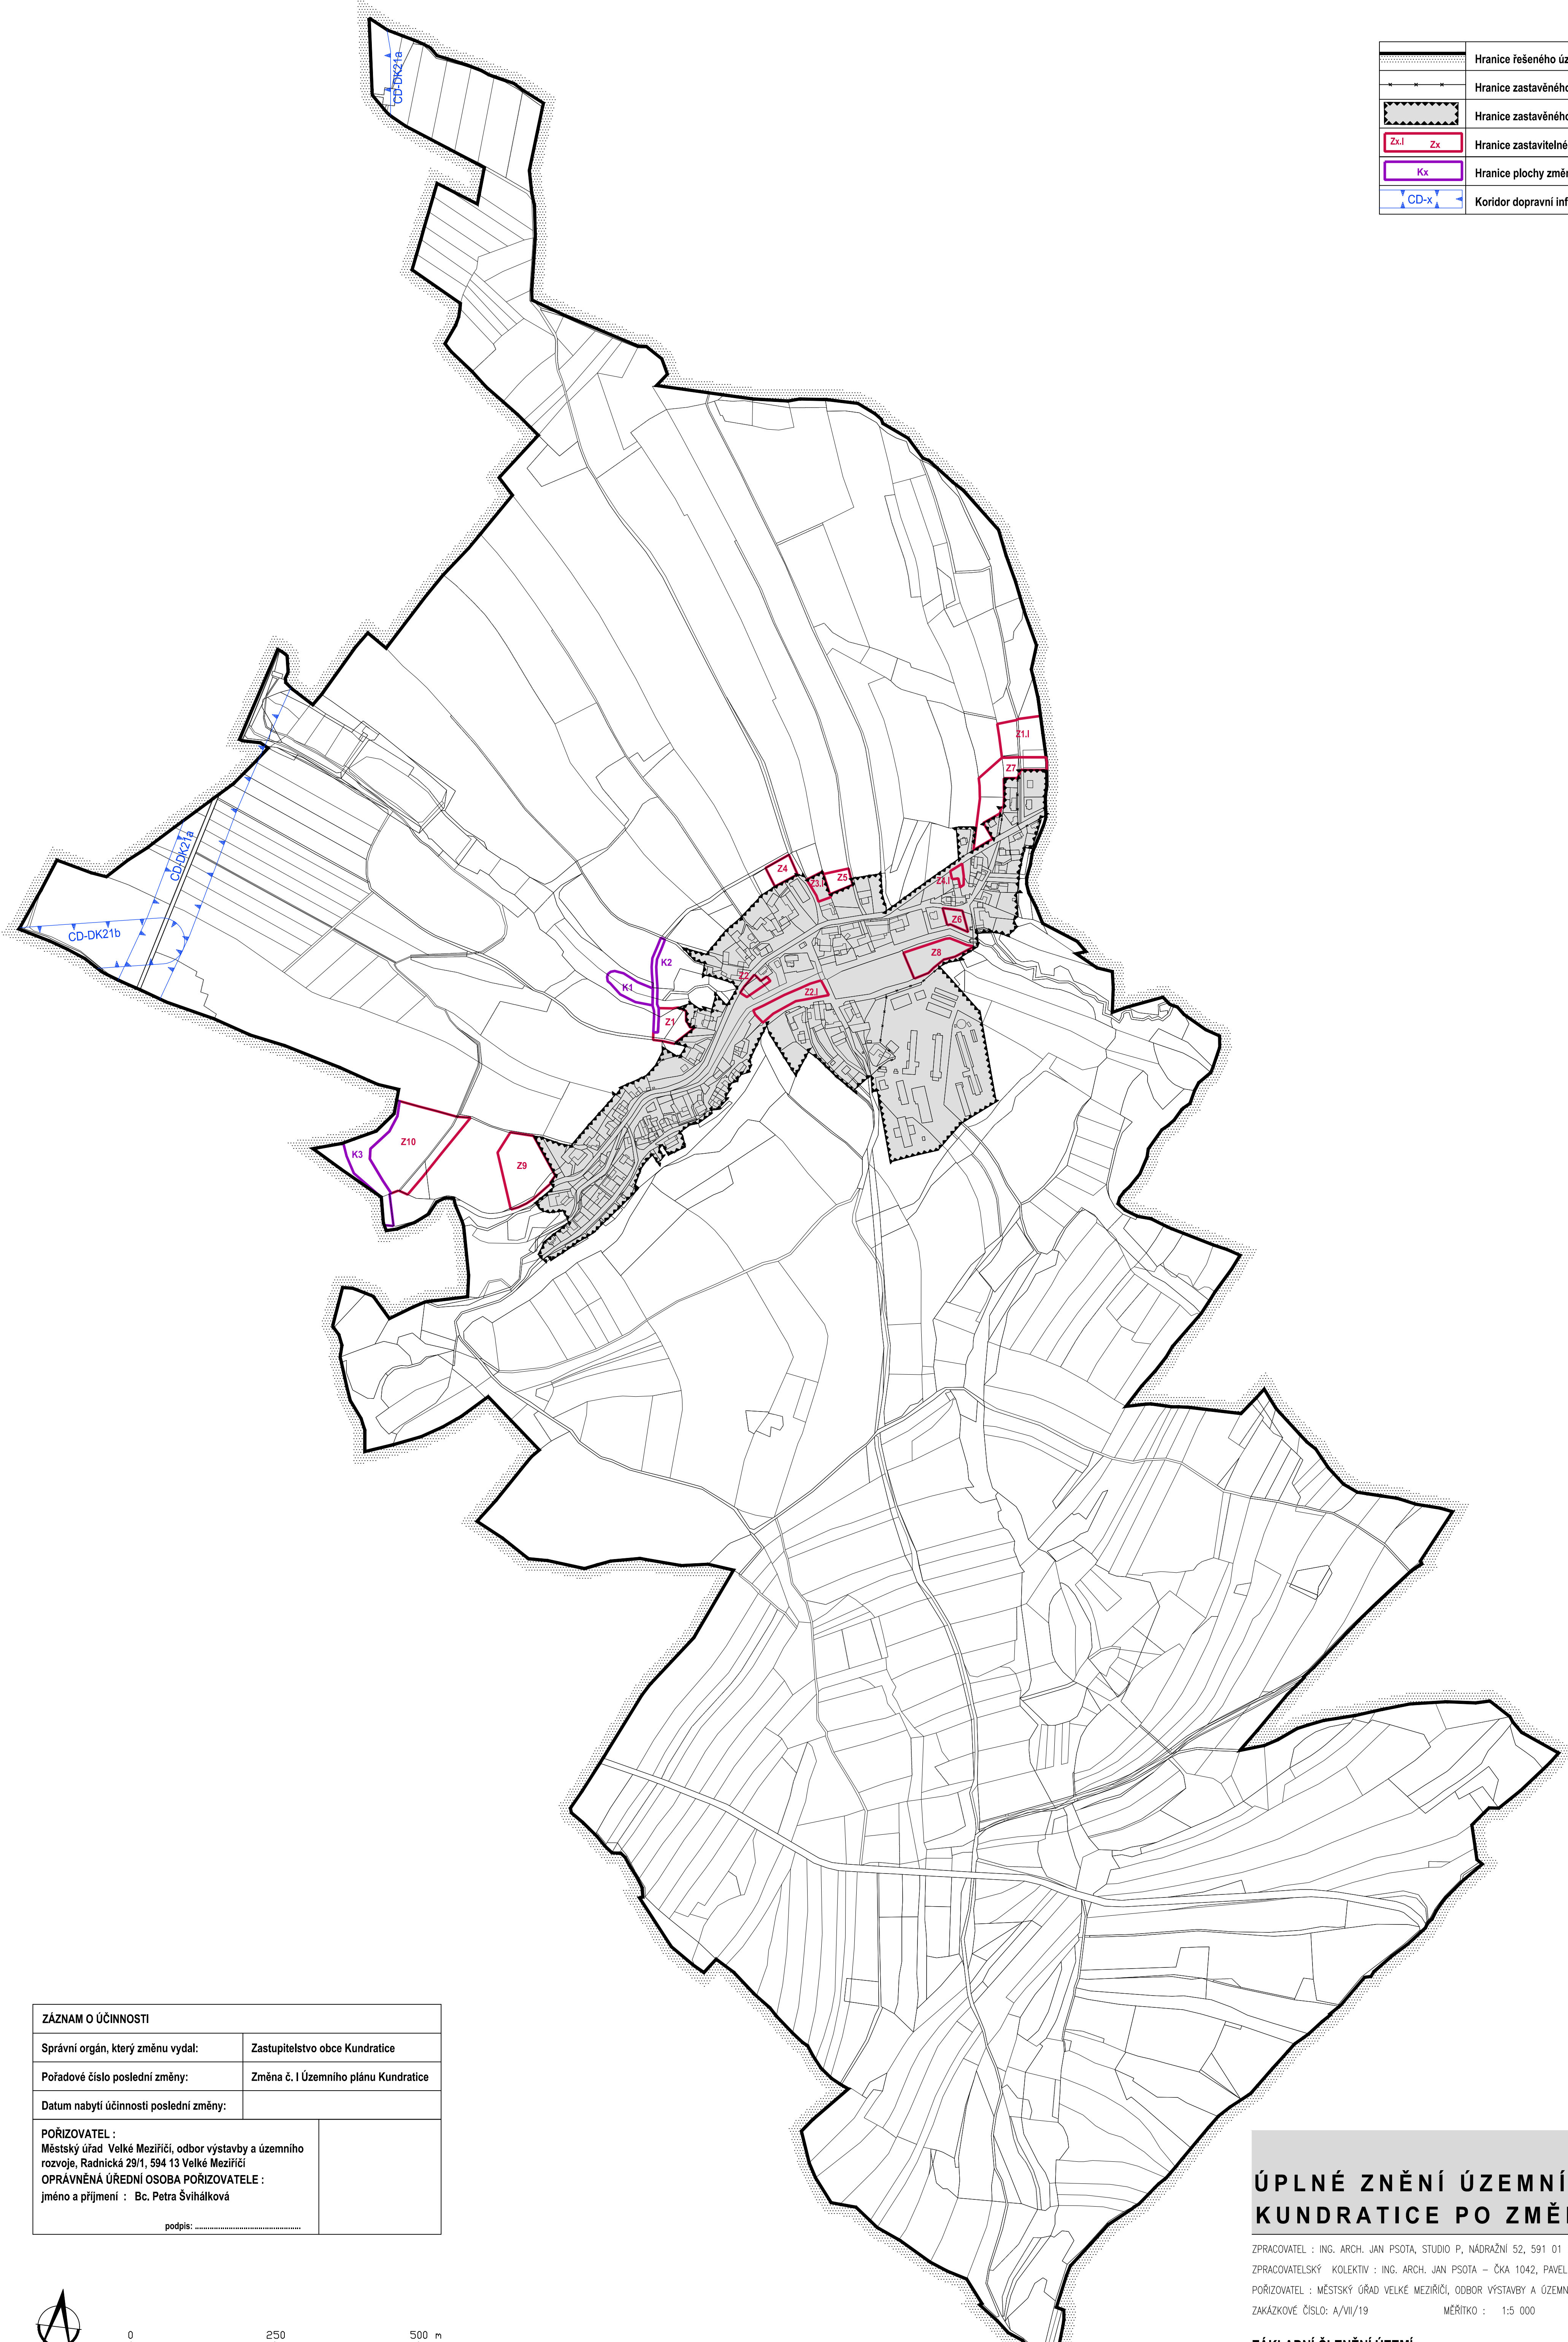 CD-DK21a
Hranice řešeného úz
Hranice zastavěného
Hranice zastavěného
Zx.I Zx Hranice zastavitelné
Kx Hranice plochy změn
CD-x Koridor dopravní inf
Z1.I
Z7
CD-DK21a
Z4
Z3.I
Z5
Z4.I
Z6
CD-DK21b
Z8
K2
K1
Z2
Z2.I
Z1
Z10
K3
Z9
ZÁZNAM O ÚČINNOSTI
Správní orgán, který změnu vydal: Zastupitelstvo obce Kundratice
Pořadové číslo poslední změny: Změna č. I Územního plánu Kundratice
Datum nabytí účinnosti poslední změny:
POŘIZOVATEL :
Městský úřad Velké Meziříčí, odbor výstavby a územního
rozvoje, Radnická 29/1, 594 13 Velké Meziříčí
OPRÁVNĚNÁ ÚŘEDNÍ OSOBA POŘIZOVATELE :
jméno a příjmení : Bc. Petra Švihálková
podpis: ................................................
0 250 500 m
ÚPLNÉ ZNĚNÍ ÚZEMNÍ
KUNDRATICE PO ZMĚ
ZPRACOVATEL : ING. ARCH. JAN PSOTA, STUDIO P, NÁDRAŽNÍ 52, 591 01
ZPRACOVATELSKÝ KOLEKTIV : ING. ARCH. JAN PSOTA – ČKA 1042, PAVEL
POŘIZOVATEL : MĚSTSKÝ ÚŘAD VELKÉ MEZIŘÍČÍ, ODBOR VÝSTAVBY A ÚZEMN
ZAKÁZKOVÉ ČÍSLO: A/VII/19 MĚŘÍTKO : 1:5 000